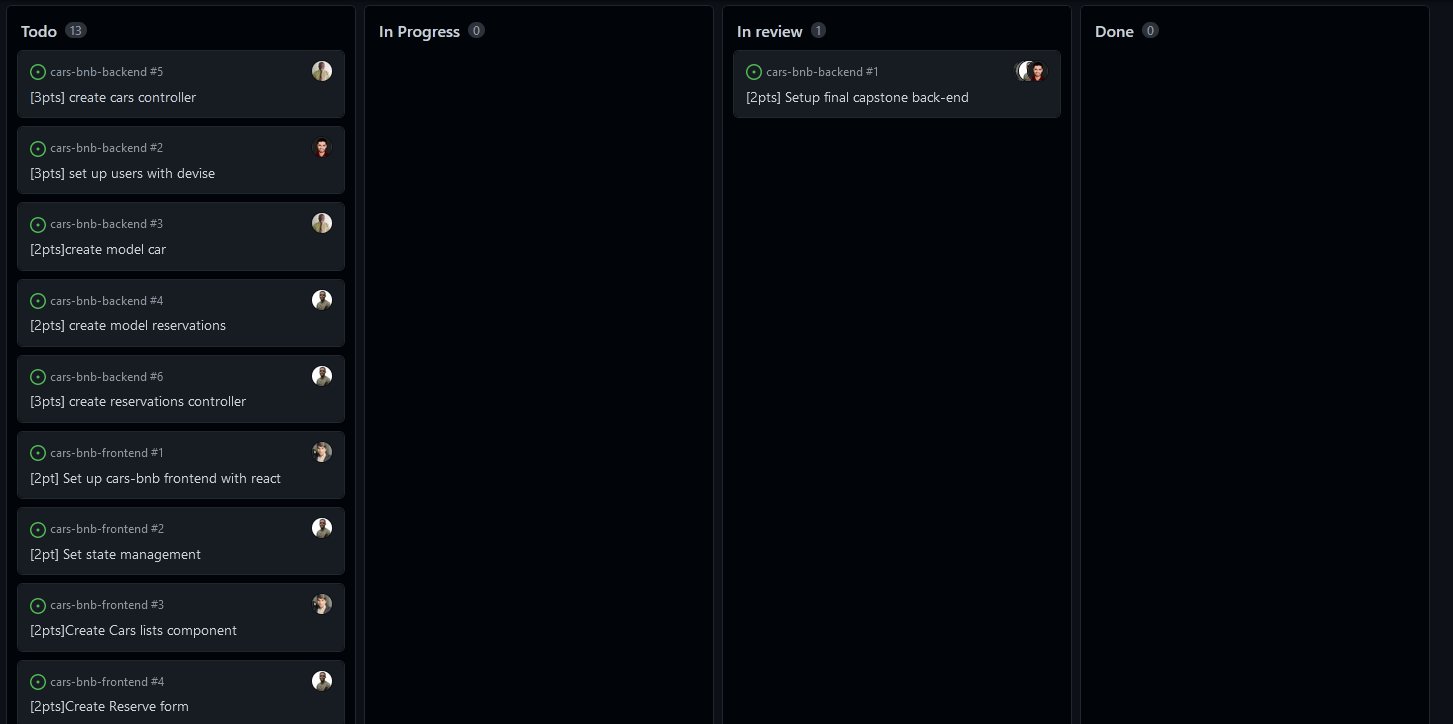 Todo 13
cars-bnb-backend #5
[3pts] create cars controller
cars-bnb-backend #2
[3pts] set up users with devise
cars-bnb-backend #3
[2pts]create model car
cars-bnb-backend #4
[2pts] create model reservations
cars-bnb-backend #6
[3pts] create reservations controller
cars-bnb-frontend #1
[2pt] Set up cars-bnb frontend with react
cars-bnb-frontend #2
[2pt] Set state management
cars-bnb-frontend #3
[2pts]Create Cars lists component
cars-bnb-frontend #4
[2pts]Create Reserve form
In Progress 0
In review 1
cars-bnb-backend #1
[2pts] Setup final capstone back-end
Done 0